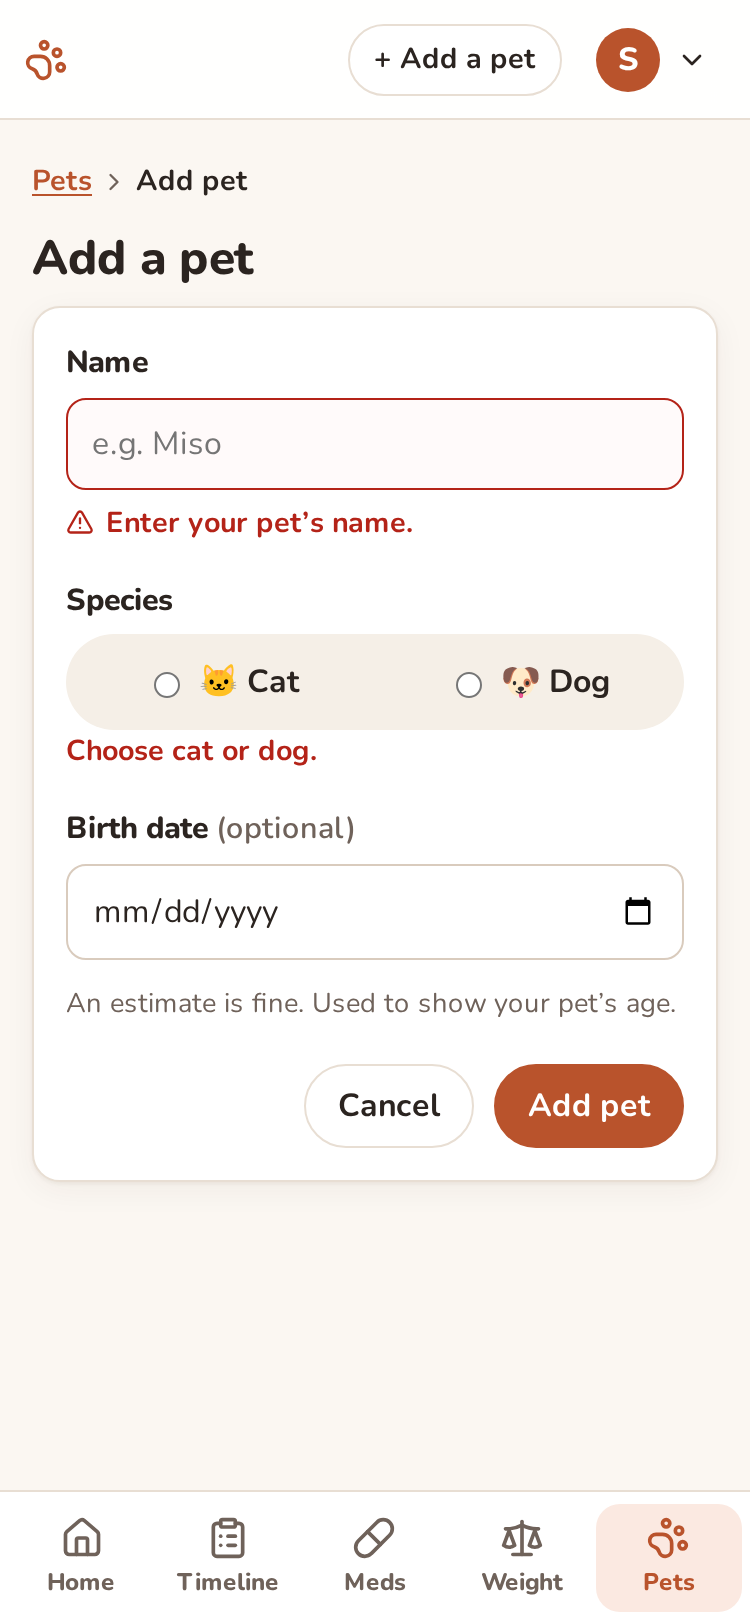 + Add a pet
S
Pets > Add pet
Add a pet
Name
e.g. Miso
Enter your pet’s name.
Species
Cat
Dog
Choose cat or dog.
Birth date (optional)
mm/dd/yyyy
An estimate is fine. Used to show your pet’s age.
Cancel
Add pet
Home
Timeline
Meds
Weight
Pets